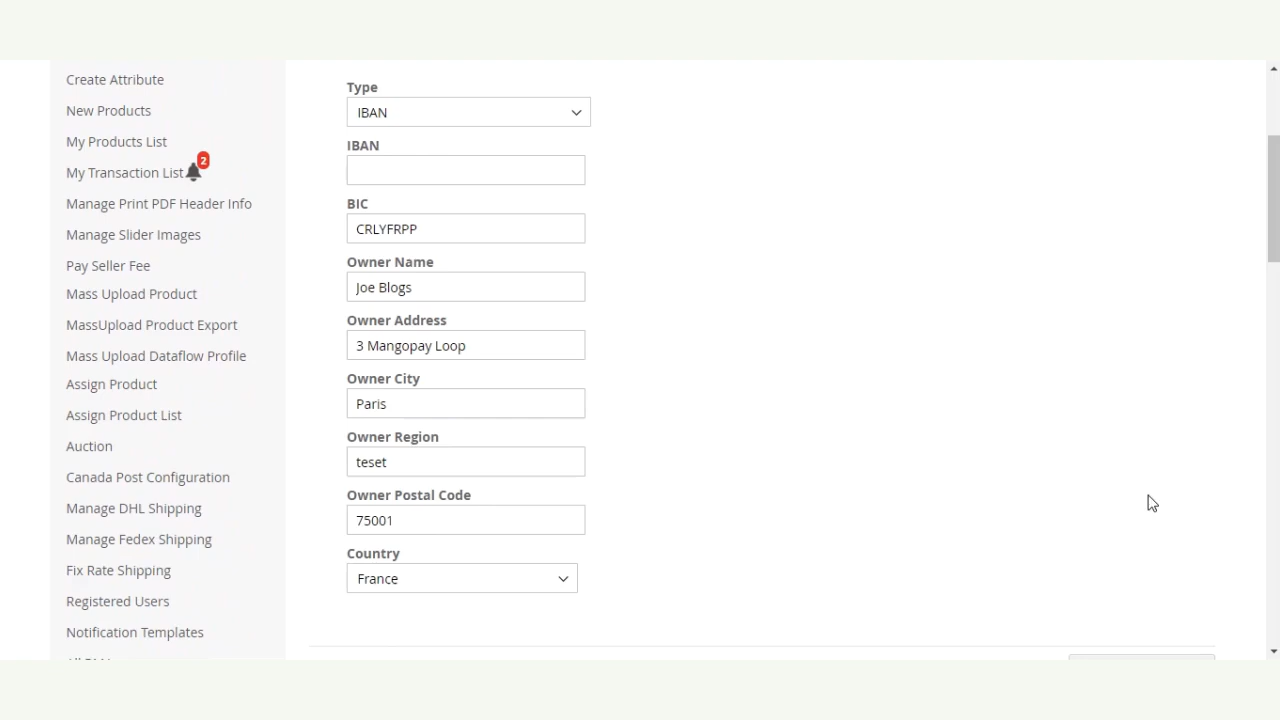 Create Attribute
New Products
My Products List
My Transaction List 2
Manage Print PDF Header Info
Manage Slider Images
Pay Seller Fee
Mass Upload Product
MassUpload Product Export
Mass Upload Dataflow Profile
Assign Product
Assign Product List
Auction
Canada Post Configuration
Manage DHL Shipping
Manage Fedex Shipping
Fix Rate Shipping
Registered Users
Notification Templates
Type
IBAN
IBAN
BIC
CRLYFRPP
Owner Name
Joe Blogs
Owner Address
3 Mangopay Loop
Owner City
Paris
Owner Region
teset
Owner Postal Code
75001
Country
France